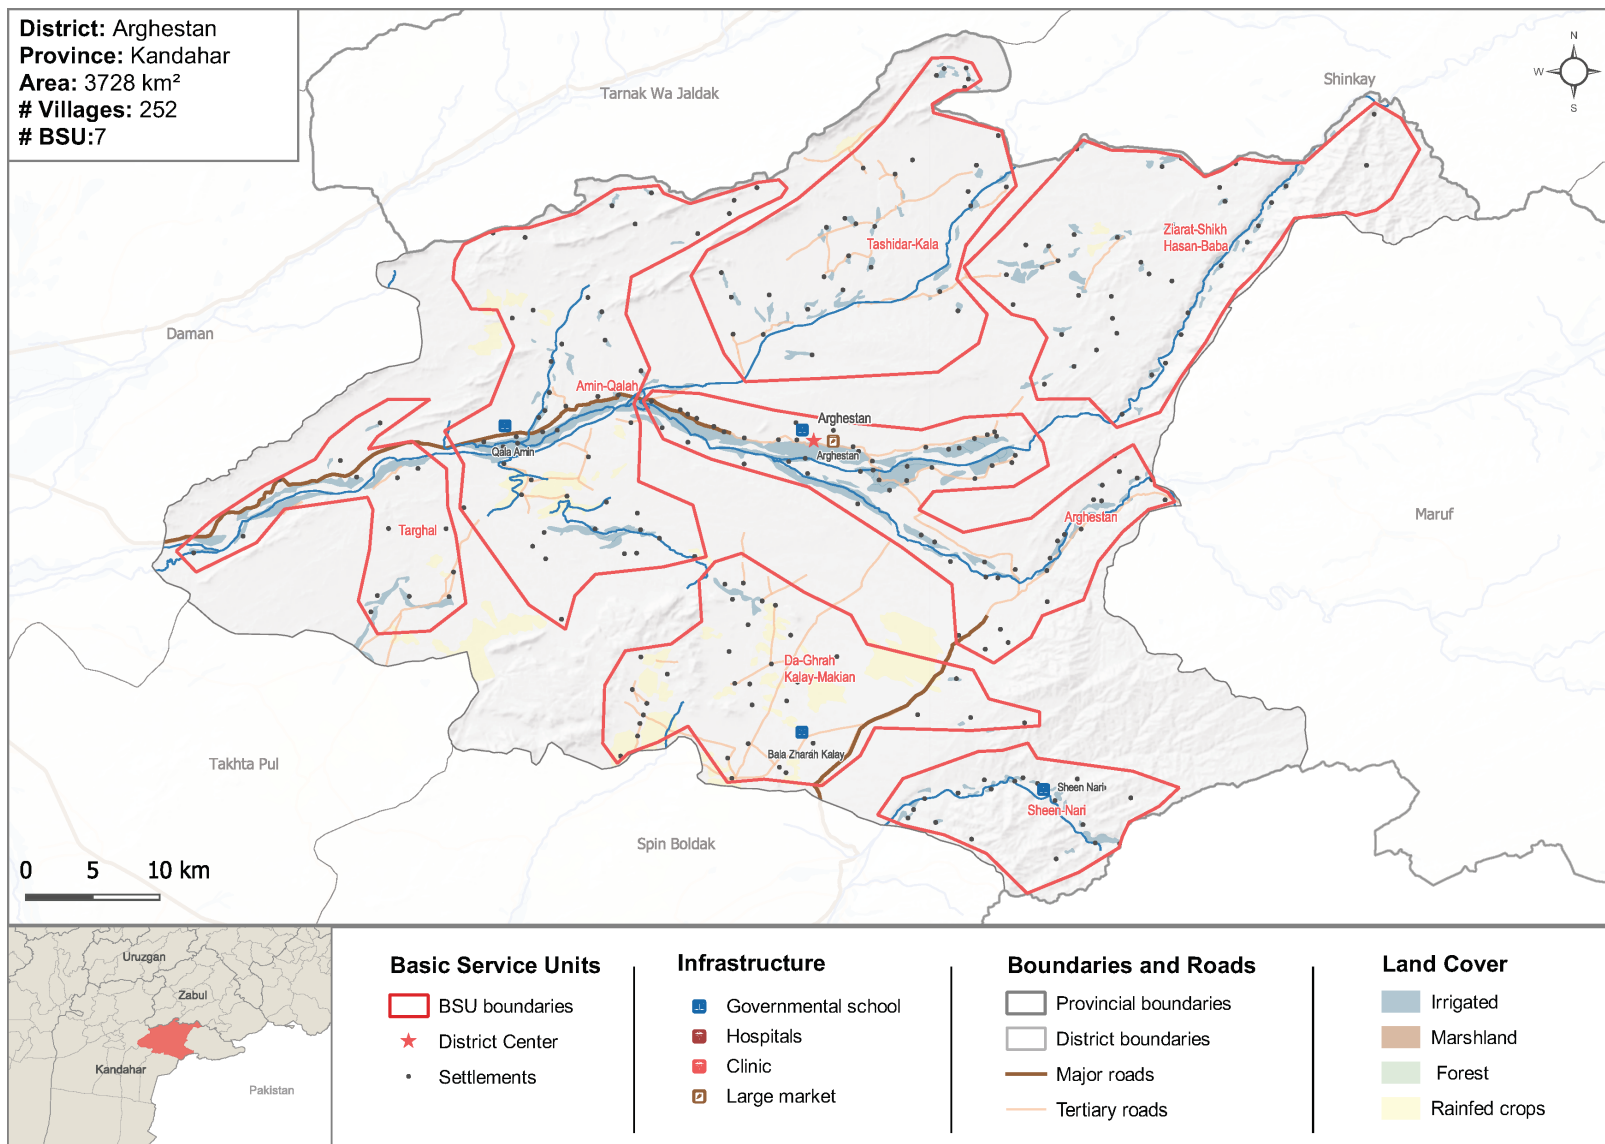 District: Arghestan
Province: Kandahar
Area: 3728 km²
# Villages: 252
# BSU:7
N
W
S
Tarnak Wa Jaldak
Shinkay
Tashidar-Kala
Ziarat-Shikh
Hasan-Baba
Daman
Amin-Qalah
Arghestan
Qala Amin
Arghestan
Targhal
Arghestan
Maruf
Da-Ghrah
Kalay-Makian
Bala Zharah Kalay
Takhta Pul
Spin Boldak
Sheen Nari
Sheen-Nari
0 5 10 km
Uruzgan
Zabul
Kandahar
Pakistan
Basic Service Units
BSU boundaries
District Center
Settlements
Infrastructure
Governmental school
Hospitals
Clinic
Large market
Boundaries and Roads
Provincial boundaries
District boundaries
Major roads
Tertiary roads
Land Cover
Irrigated
Marshland
Forest
Rainfed crops